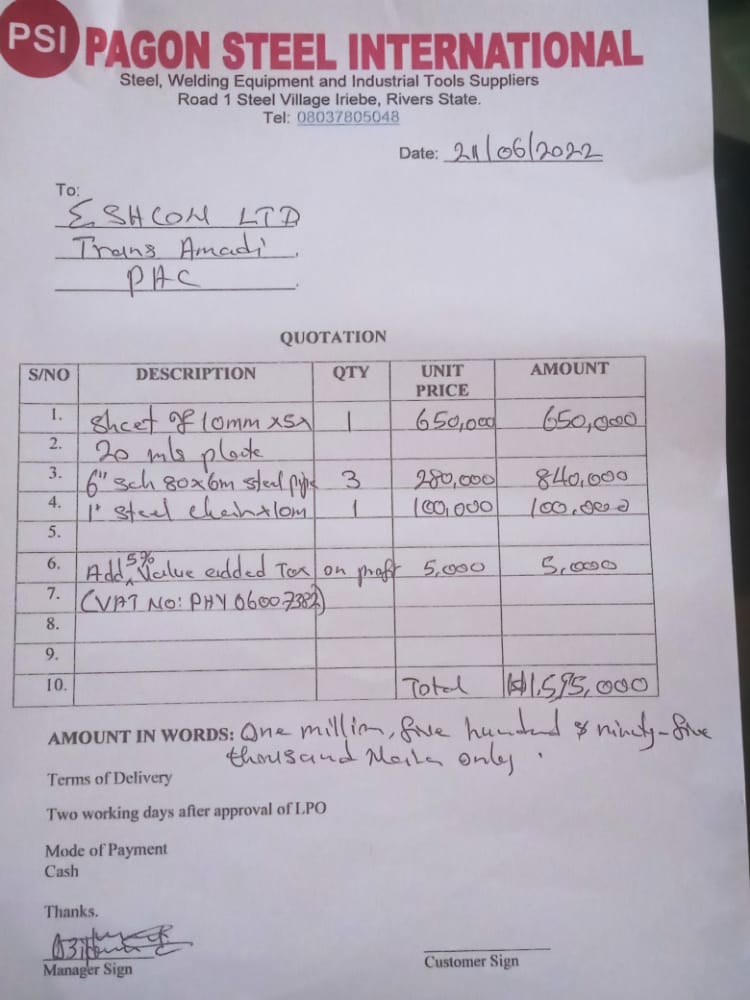 PSI PAGON STEEL INTERNATIONAL
Steel, Welding Equipment and Industrial Tools Suppliers
Road 1 Steel Village Iriebe, Rivers State.
Tel: 08037805048
Date: 21/06/2022
To:
ESHCON LTD
Trans Amadi
PHC
QUOTATION
S/NO DESCRIPTION QTY UNIT PRICE AMOUNT
1. Sheet of 10mm x5x 1 650,000 650,000
2. 20 mls plate
3. 6" Sch 80x6m steel pipe 3 280,000 840,000
4. 1" steel chain x10m 1 100,000 100,000
5.
6. Add 5% Value added Tax on profit 5,000 5,000
7. (VAT No: PHY 06007382)
8.
9.
10. Total ₦1,595,000
AMOUNT IN WORDS: One million, five hundred & ninety-five
thousand Naira only.
Terms of Delivery
Two working days after approval of LPO
Mode of Payment
Cash
Thanks.
Manager Sign Customer Sign